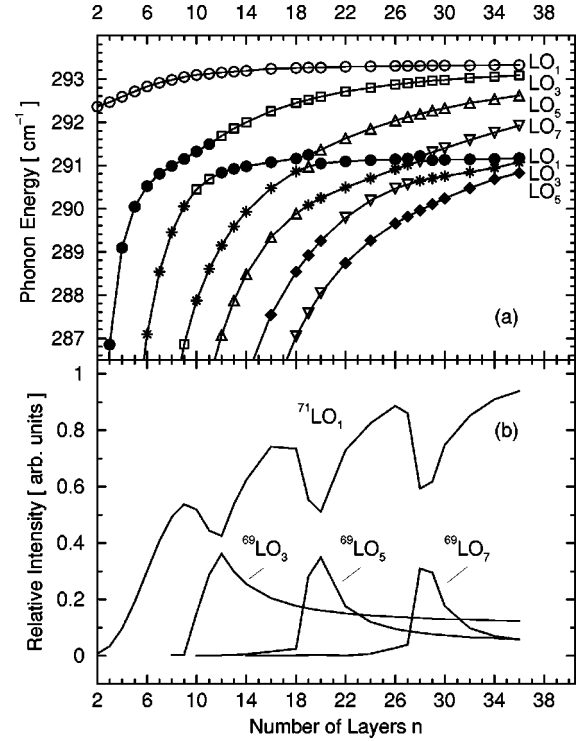 2 6 10 14 18 22 26 30 34 38
293
292
291
290
289
288
287
Phonon Energy [ cm⁻¹ ]
LO₁
LO₃
LO₅
LO₇
LO₁
LO₃
LO₅
(a)
1
0.8
0.6
0.4
0.2
0
Relative Intensity [ arb. units ]
⁷¹LO₁
(b)
⁶⁹LO₃ ⁶⁹LO₅ ⁶⁹LO₇
2 6 10 14 18 22 26 30 34 38
Number of Layers n